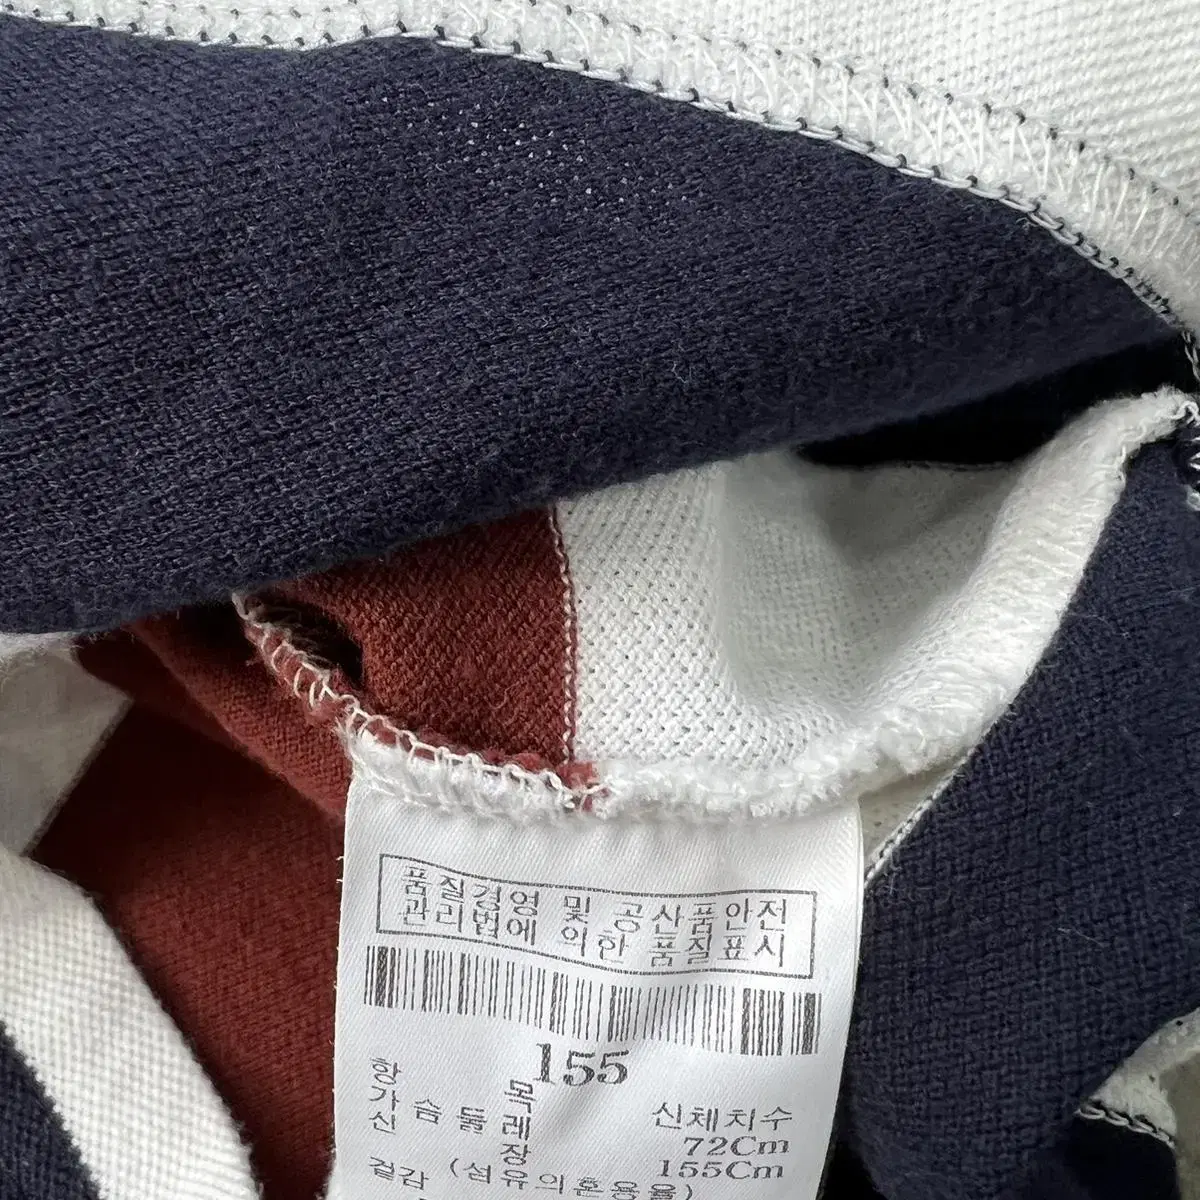 품질경영 및 공산품안전
관리법에 의한 품질표시
155
항 목 신체치수
가슴둘레 72Cm
신 장 155Cm
겉감 (섬유의혼용율)